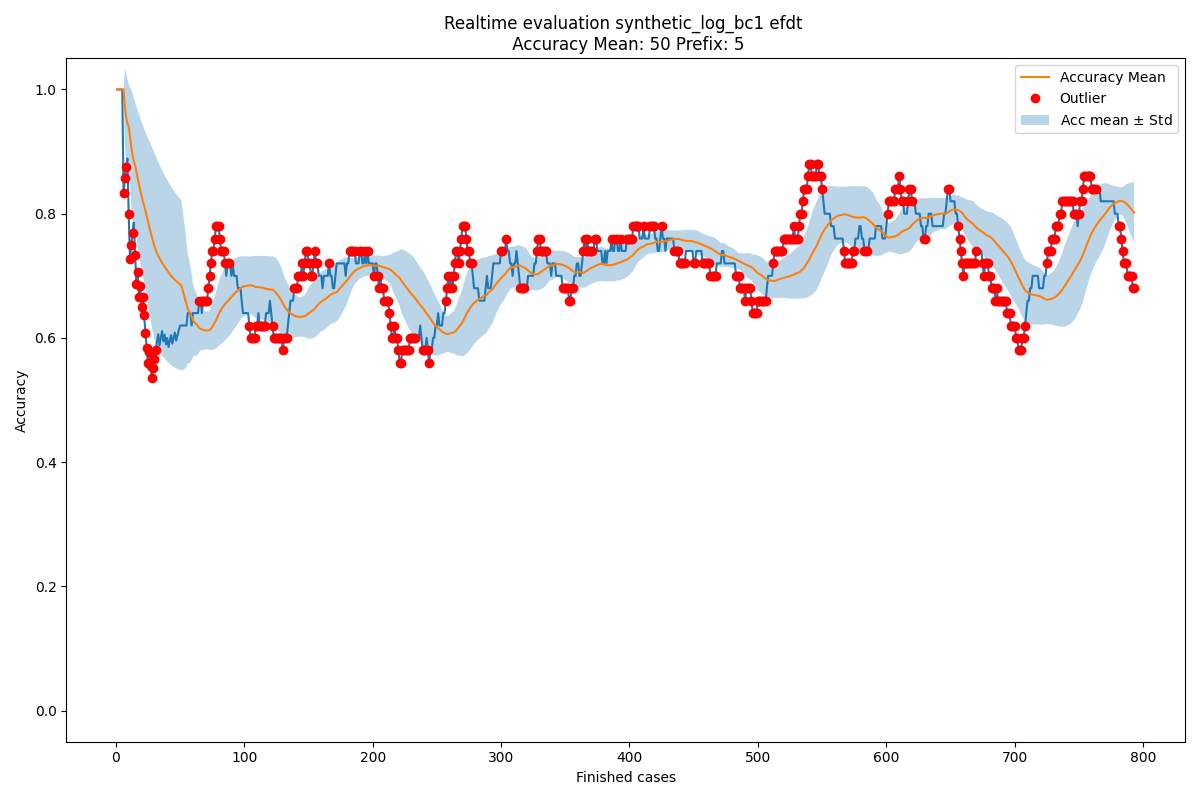 Realtime evaluation synthetic_log_bc1 efdt
Accuracy Mean: 50 Prefix: 5
Accuracy Mean
Outlier
Acc mean ± Std
1.0
0.8
0.6
0.4
0.2
0.0
Accuracy
0
100
200
300
400
500
600
700
800
Finished cases